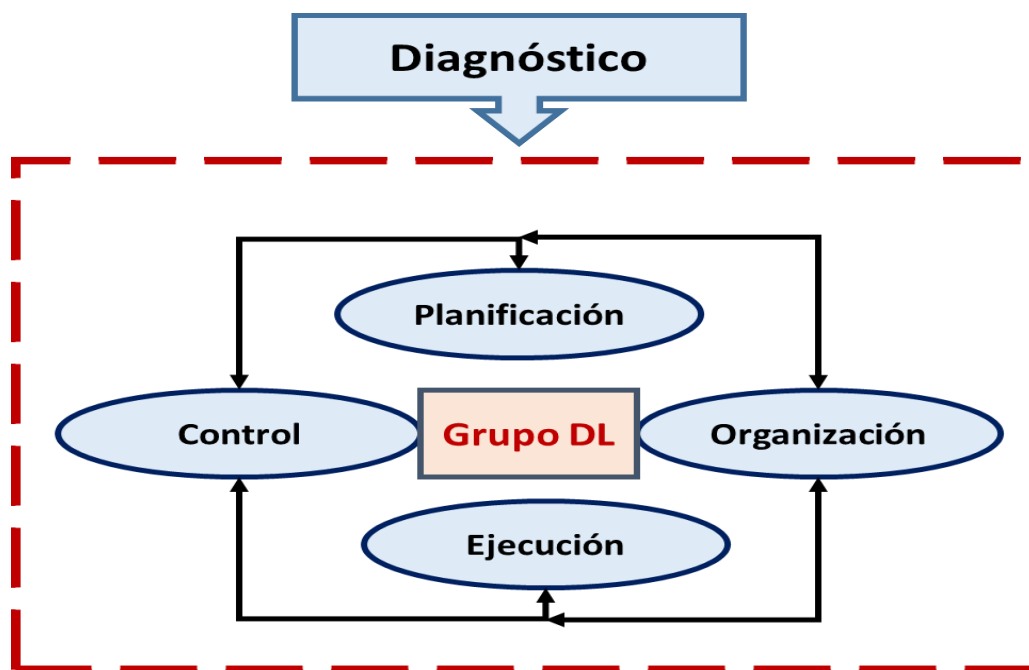 Diagnóstico
Planificación
Control
Grupo DL
Organización
Ejecución